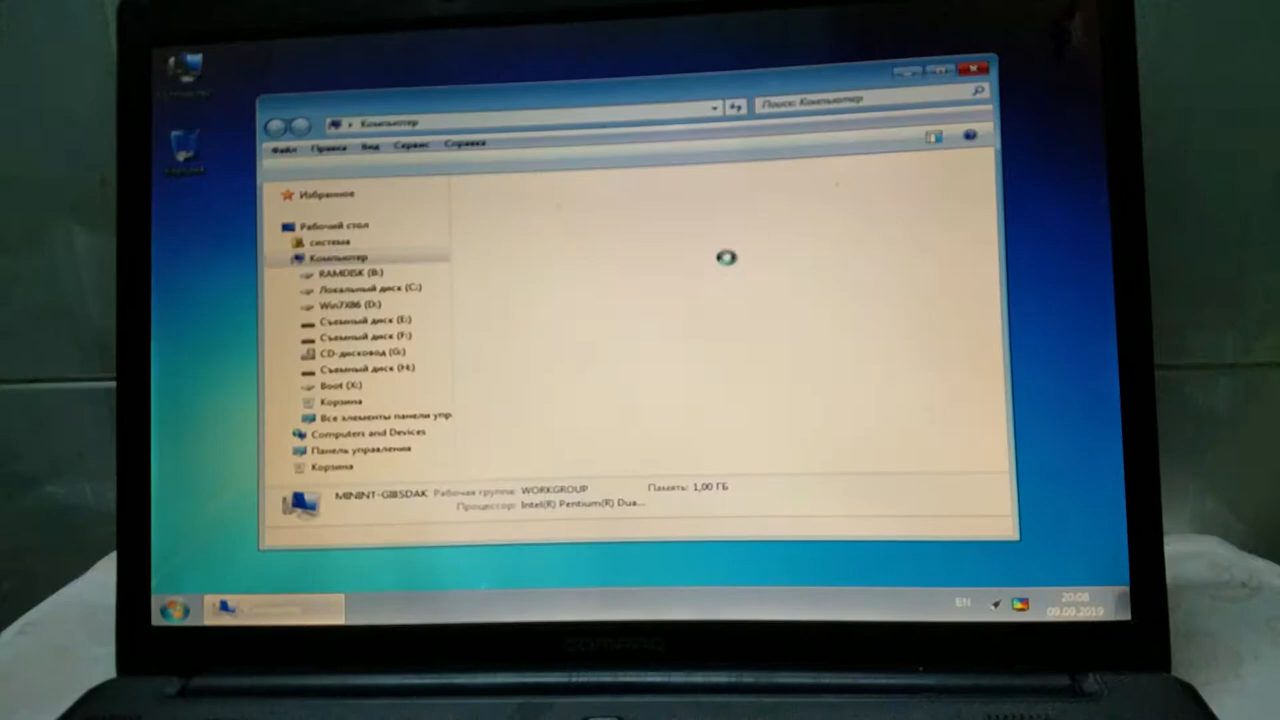 Компьютер
Поиск: Компьютер
Файл Правка Вид Сервис Справка
Избранное
Рабочий стол
система
Компьютер
RAMDISK (B:)
Локальный диск (C:)
Win7X86 (D:)
Съемный диск (E:)
Съемный диск (F:)
CD-дисковод (G:)
Съемный диск (H:)
Boot (X:)
Корзина
Все элементы панели упр
Computers and Devices
Панель управления
Корзина
Рабочая группа: WORKGROUP Память: 1,00 ГБ
Процессор: Intel(R) Pentium(R) Dua...
EN 20:08
09.09.2019
COMPAQ